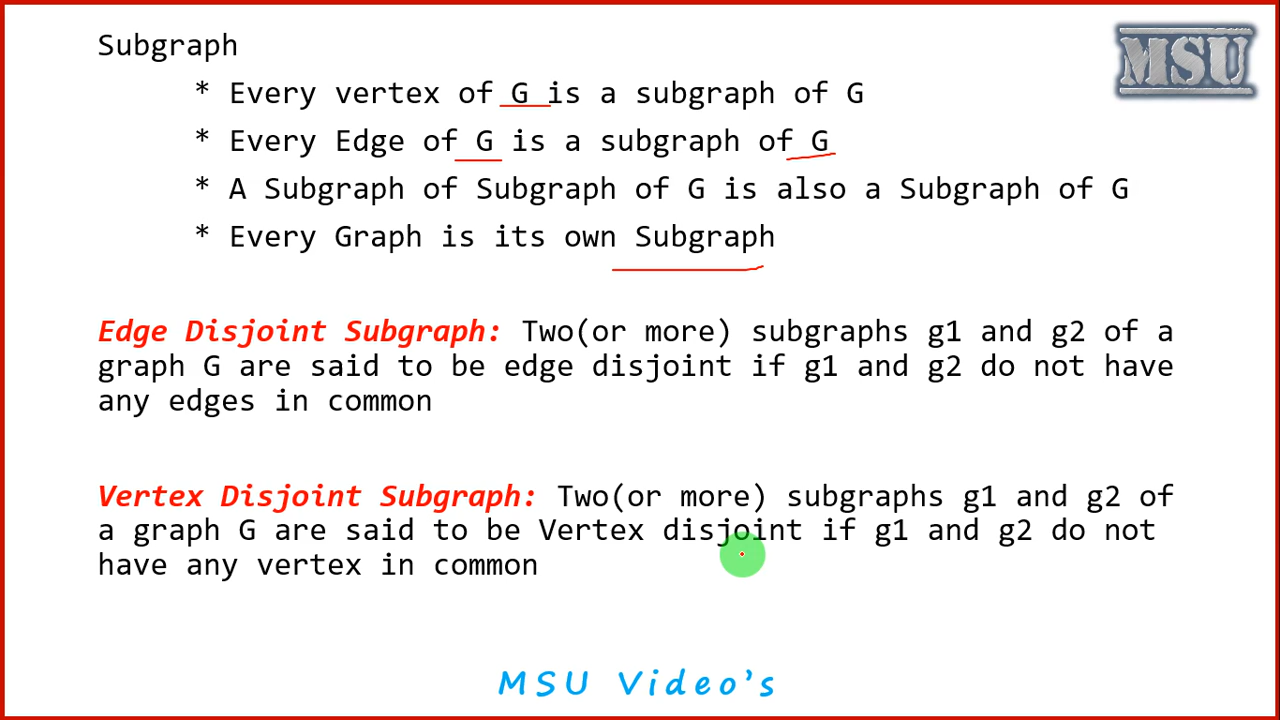 MSU
Subgraph
* Every vertex of G is a subgraph of G
* Every Edge of G is a subgraph of G
* A Subgraph of Subgraph of G is also a Subgraph of G
* Every Graph is its own Subgraph
Edge Disjoint Subgraph: Two(or more) subgraphs g1 and g2 of a
graph G are said to be edge disjoint if g1 and g2 do not have
any edges in common
Vertex Disjoint Subgraph: Two(or more) subgraphs g1 and g2 of
a graph G are said to be Vertex disjoint if g1 and g2 do not
have any vertex in common
MSU Video's